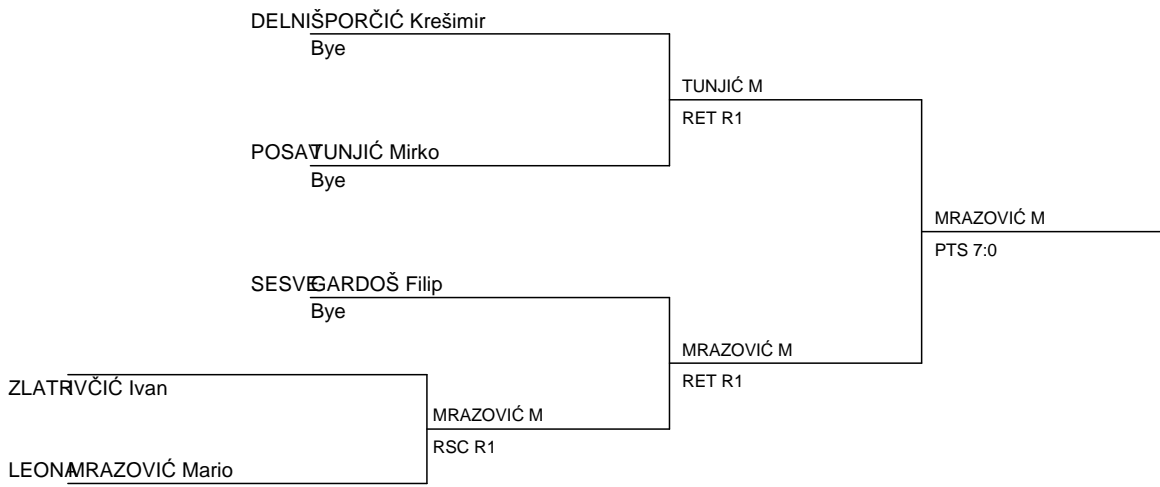 DELNIŠPORČIĆ Krešimir
Bye
TUNJIĆ M
RET R1
POSAVTUNJIĆ Mirko
Bye
MRAZOVIĆ M
PTS 7:0
SESVEGARDOŠ Filip
Bye
MRAZOVIĆ M
RET R1
ZLATRIVČIĆ Ivan
MRAZOVIĆ M
RSC R1
LEONAMRAZOVIĆ Mario